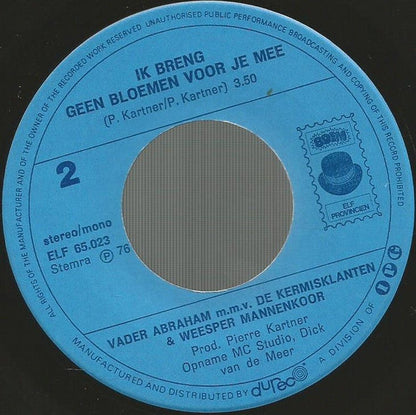 ALL RIGHTS OF THE MANUFACTURER AND OF THE OWNER OF THE RECORDED WORK RESERVED. UNAUTHORISED PUBLIC PERFORMANCE BROADCASTING AND COPYING OF THIS RECORD PROHIBITED
IK BRENG
GEEN BLOEMEN VOOR JE MEE
(P. Kartner/P. Kartner) 3.50
2
ELF
PROVINCIEN
stereo/mono
ELF 65.023
Stemra Ⓟ 76
VADER ABRAHAM m.m.v. DE KERMISKLANTEN
& WEESPER MANNENKOOR
Prod. Pierre Kartner
Opname MC Studio, Dick
van de Meer
MANUFACTURED AND DISTRIBUTED BY dureco A DIVISION OF